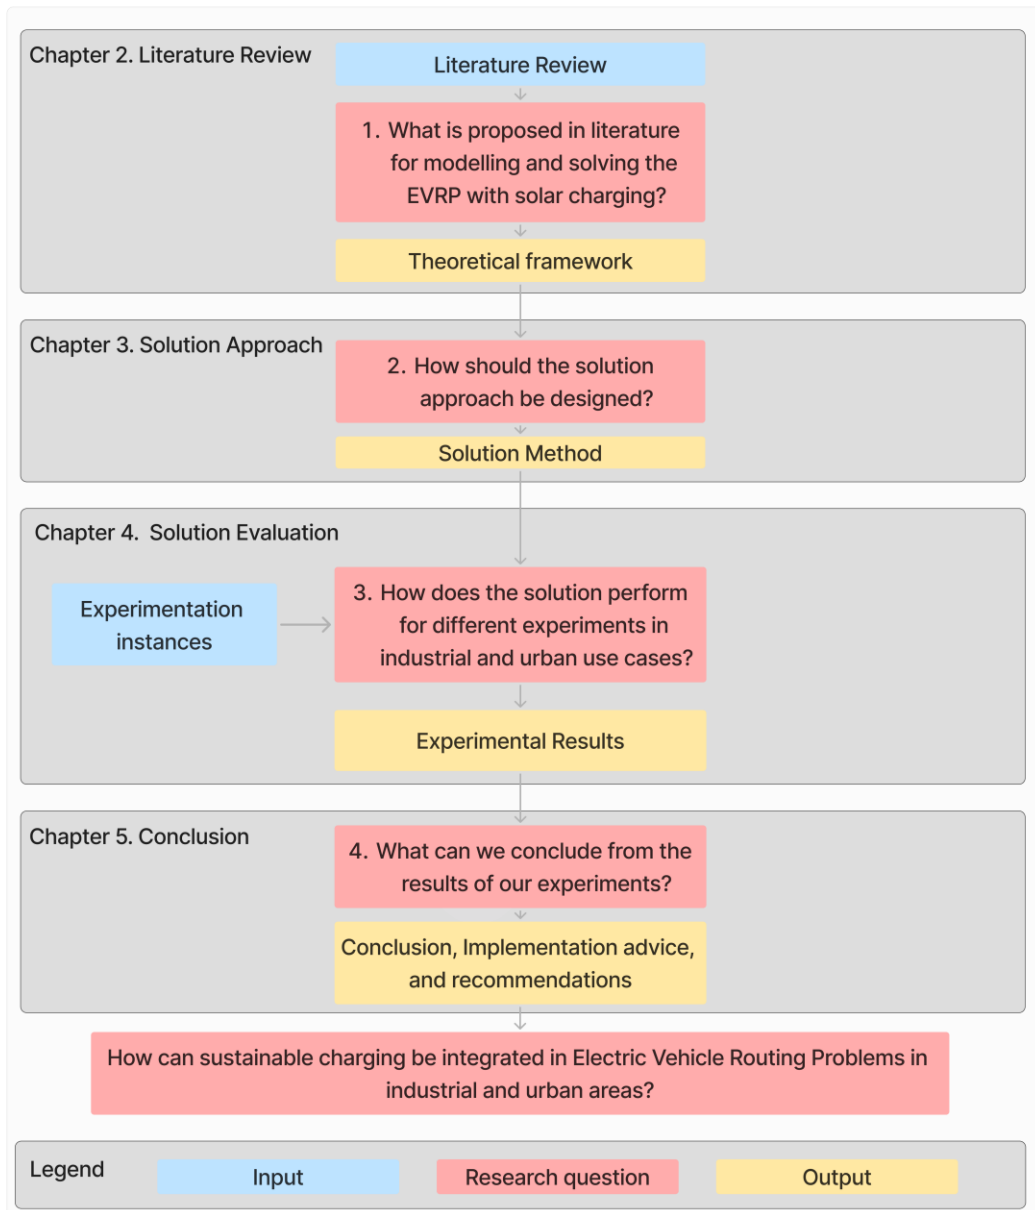 Chapter 2. Literature Review
Literature Review
1. What is proposed in literature
for modelling and solving the
EVRP with solar charging?
Theoretical framework
Chapter 3. Solution Approach
2. How should the solution
approach be designed?
Solution Method
Chapter 4. Solution Evaluation
Experimentation
instances
3. How does the solution perform
for different experiments in
industrial and urban use cases?
Experimental Results
Chapter 5. Conclusion
4. What can we conclude from the
results of our experiments?
Conclusion, Implementation advice,
and recommendations
How can sustainable charging be integrated in Electric Vehicle Routing Problems in
industrial and urban areas?
Legend
Input
Research question
Output